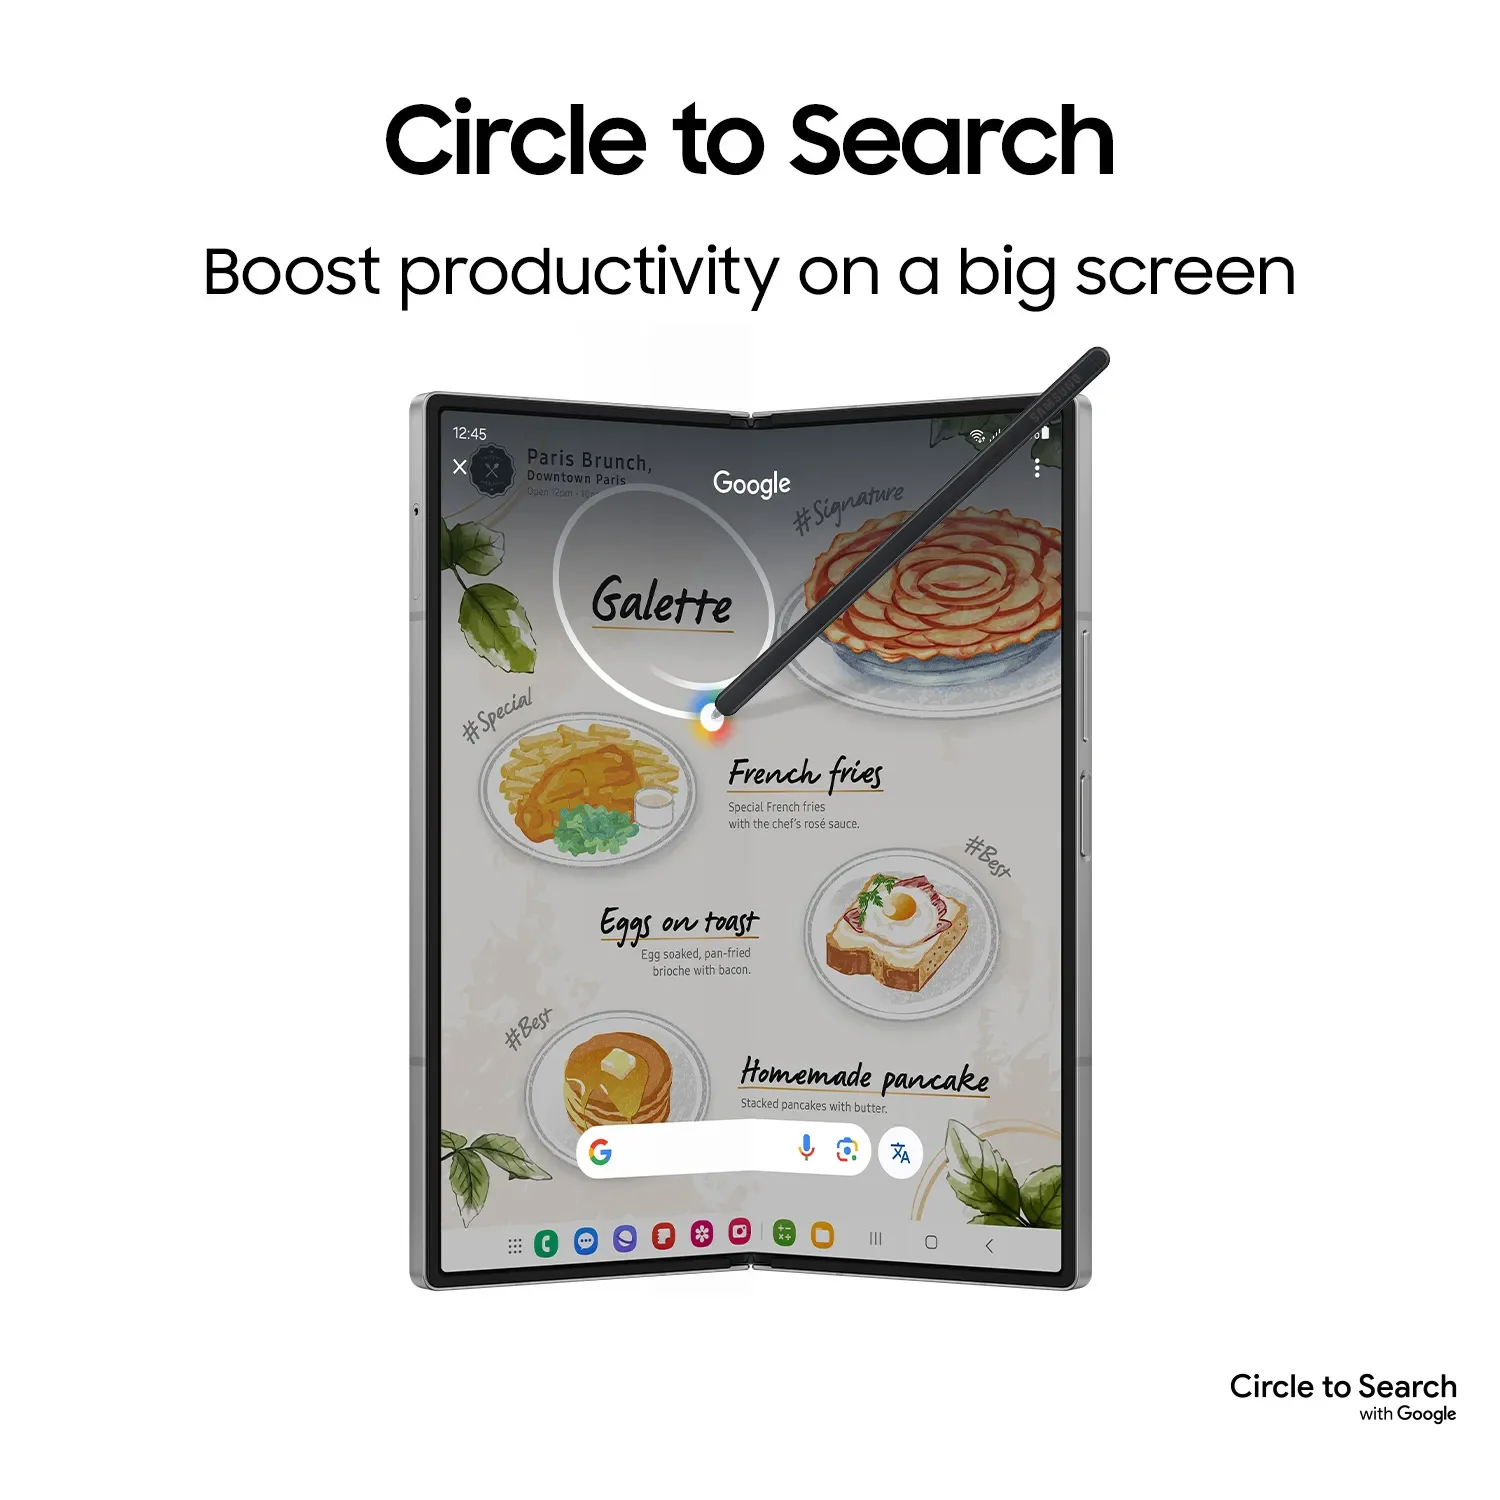 Circle to Search
Boost productivity on a big screen
SAMSUNG
12:45
Paris Brunch,
Downtown Paris
Google
#Signature
Galette
#Special
French fries
Special French fries
with the chef's rosé sauce.
#Best
Eggs on toast
Egg soaked, pan-fried
brioche with bacon.
#Best
Homemade pancake
Stacked pancakes with butter.
Circle to Search
with Google